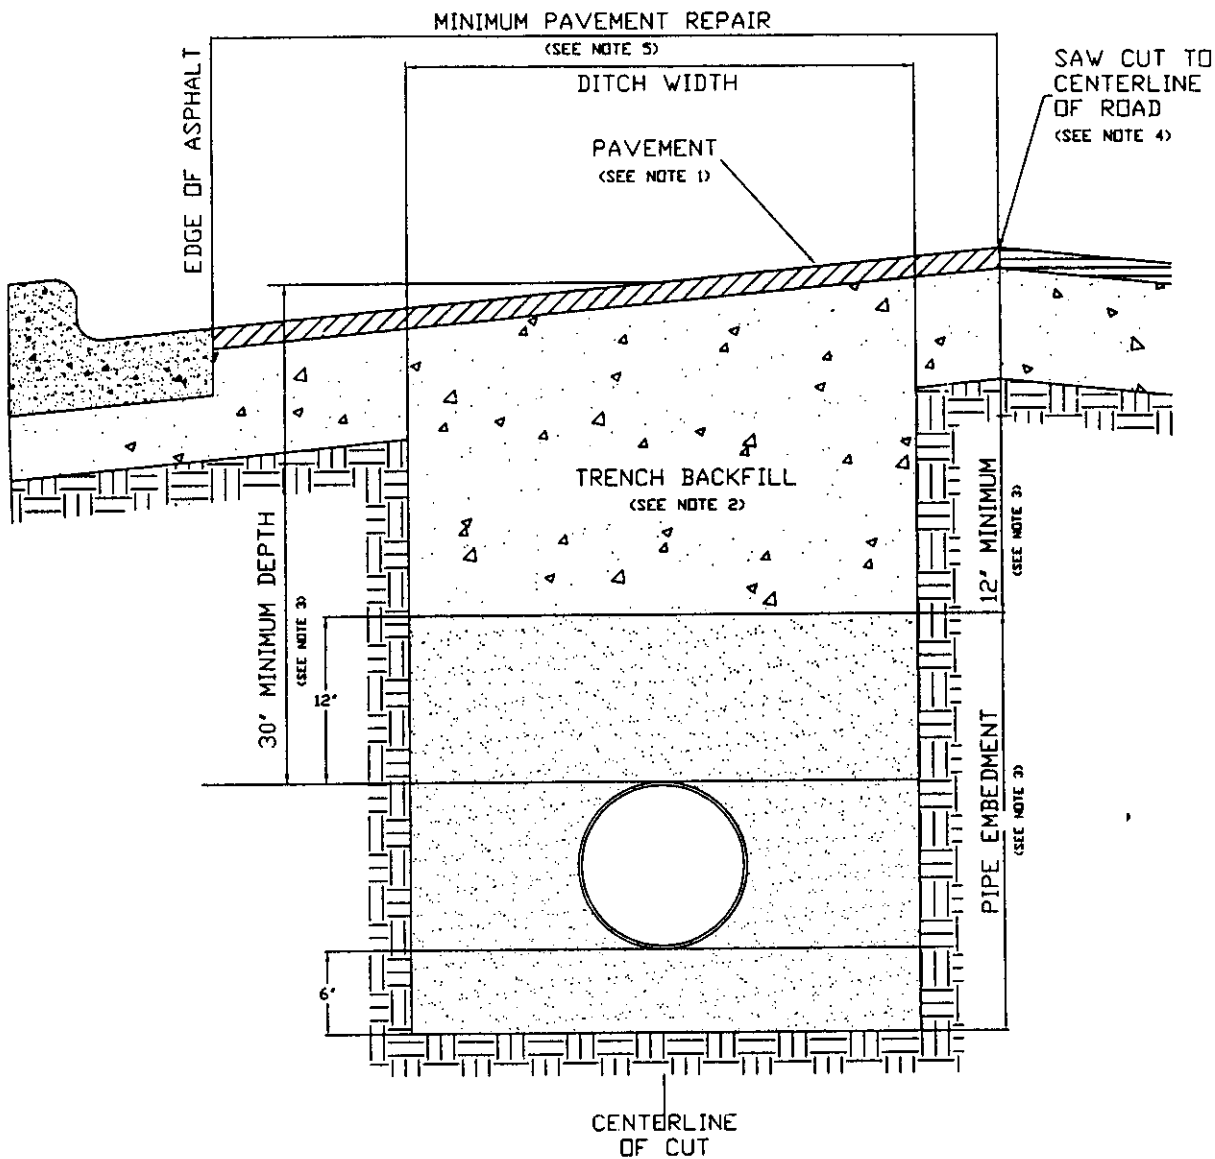 MINIMUM PAVEMENT REPAIR
(SEE NOTE 5)
DITCH WIDTH
EDGE OF ASPHALT
SAW CUT TO
CENTERLINE
OF ROAD
(SEE NOTE 4)
PAVEMENT
(SEE NOTE 1)
TRENCH BACKFILL
(SEE NOTE 2)
30" MINIMUM DEPTH
(SEE NOTE 3)
12"
12" MINIMUM
(SEE NOTE 3)
PIPE EMBEDMENT
(SEE NOTE 3)
6"
CENTERLINE
OF CUT